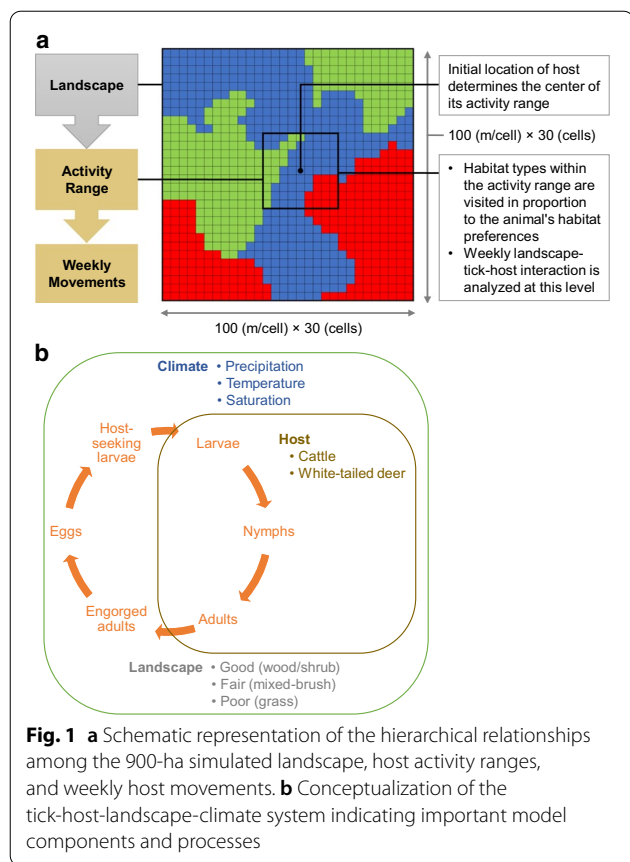 a
Landscape
Activity
Range
Weekly
Movements
Initial location of host
determines the center of
its activity range
100 (m/cell) × 30 (cells)
• Habitat types within
the activity range are
visited in proportion
to the animal's habitat
preferences
• Weekly landscape-
tick-host interaction is
analyzed at this level
100 (m/cell) × 30 (cells)
b
Climate • Precipitation
• Temperature
• Saturation
Host-
seeking
larvae
Larvae
Host
• Cattle
• White-tailed deer
Eggs
Nymphs
Engorged
adults
Adults
Landscape • Good (wood/shrub)
• Fair (mixed-brush)
• Poor (grass)
Fig. 1 a Schematic representation of the hierarchical relationships
among the 900-ha simulated landscape, host activity ranges,
and weekly host movements. b Conceptualization of the
tick-host-landscape-climate system indicating important model
components and processes